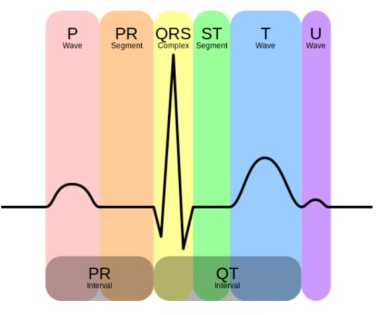 P PR QRS ST T U
Wave Segment Complex Segment Wave Wave
PR QT
Interval Interval